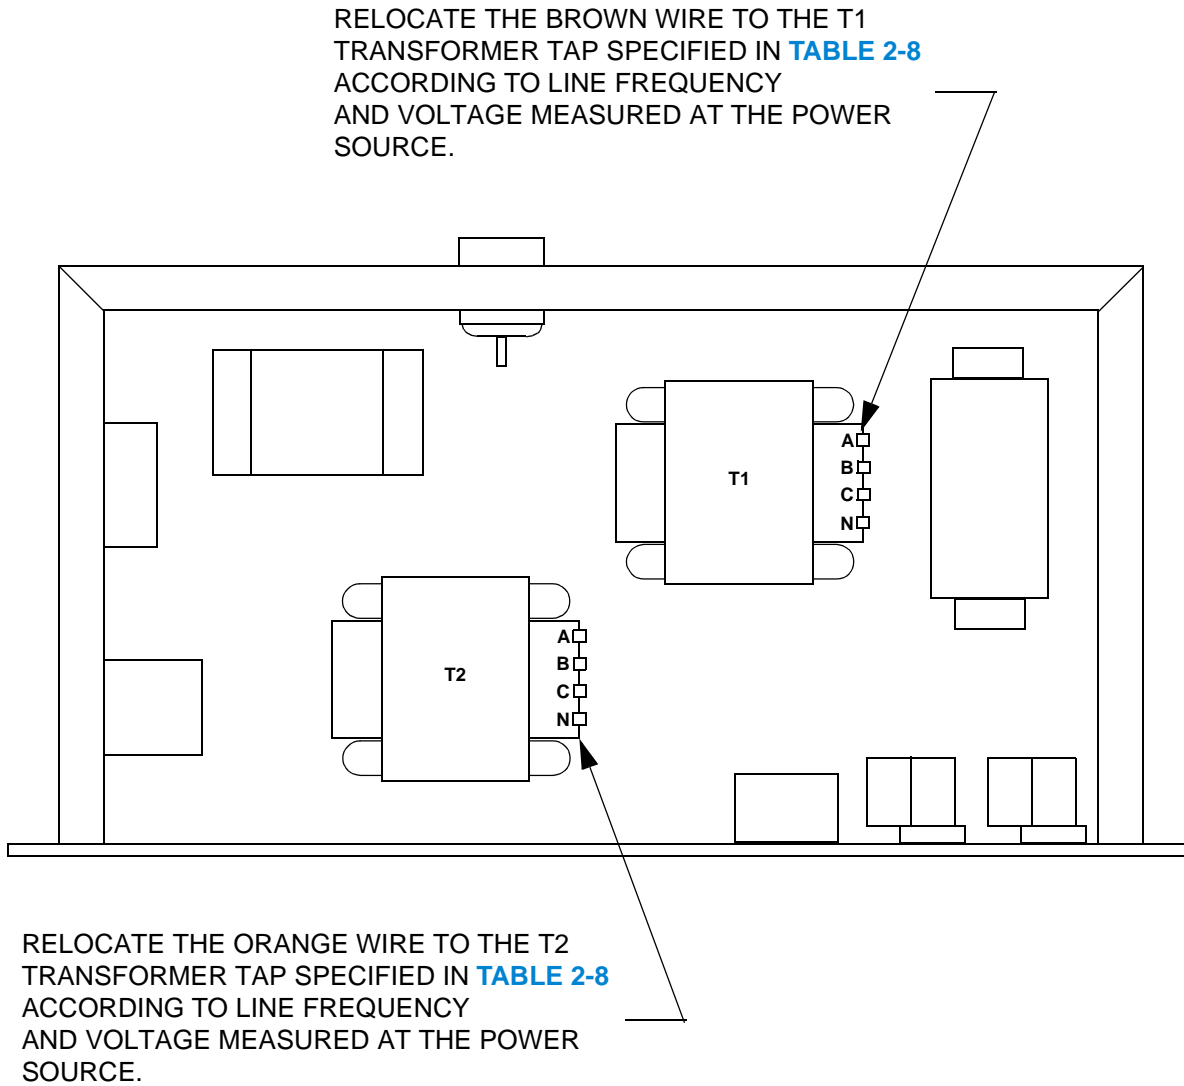 RELOCATE THE BROWN WIRE TO THE T1
TRANSFORMER TAP SPECIFIED IN TABLE 2-8
ACCORDING TO LINE FREQUENCY
AND VOLTAGE MEASURED AT THE POWER
SOURCE.
T1
A
B
C
N
T2
A
B
C
N
RELOCATE THE ORANGE WIRE TO THE T2
TRANSFORMER TAP SPECIFIED IN TABLE 2-8
ACCORDING TO LINE FREQUENCY
AND VOLTAGE MEASURED AT THE POWER
SOURCE.